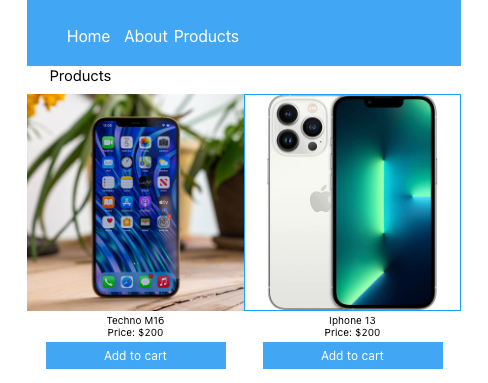 Home About Products
Products
Techno M16
Price: $200
Add to cart
Iphone 13
Price: $200
Add to cart